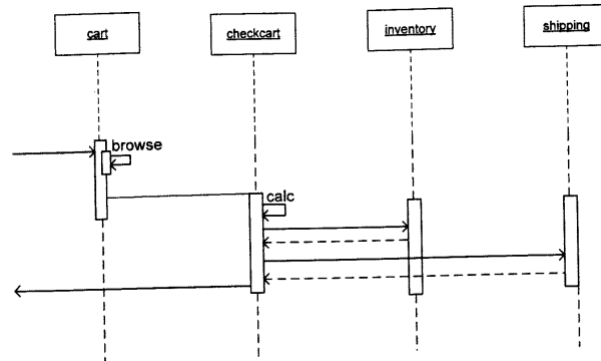 cart
checkcart
inventory
shipping
browse
calc